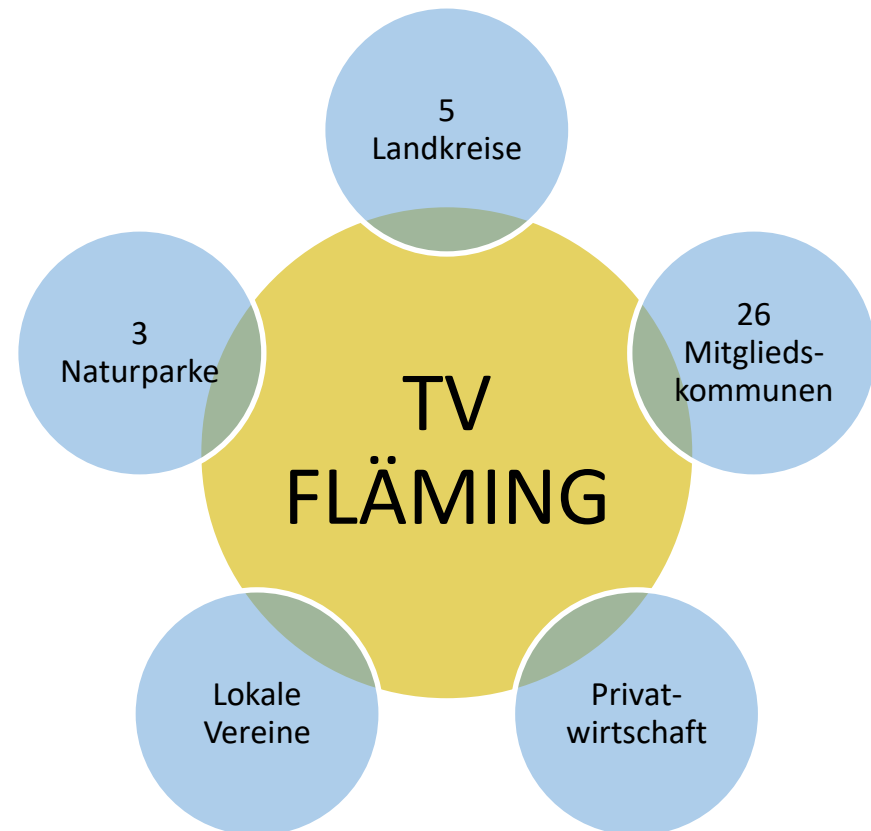 5
Landkreise
3
Naturparke
26
Mitglieds-
kommunen
TV
FLÄMING
Lokale
Vereine
Privat-
wirtschaft